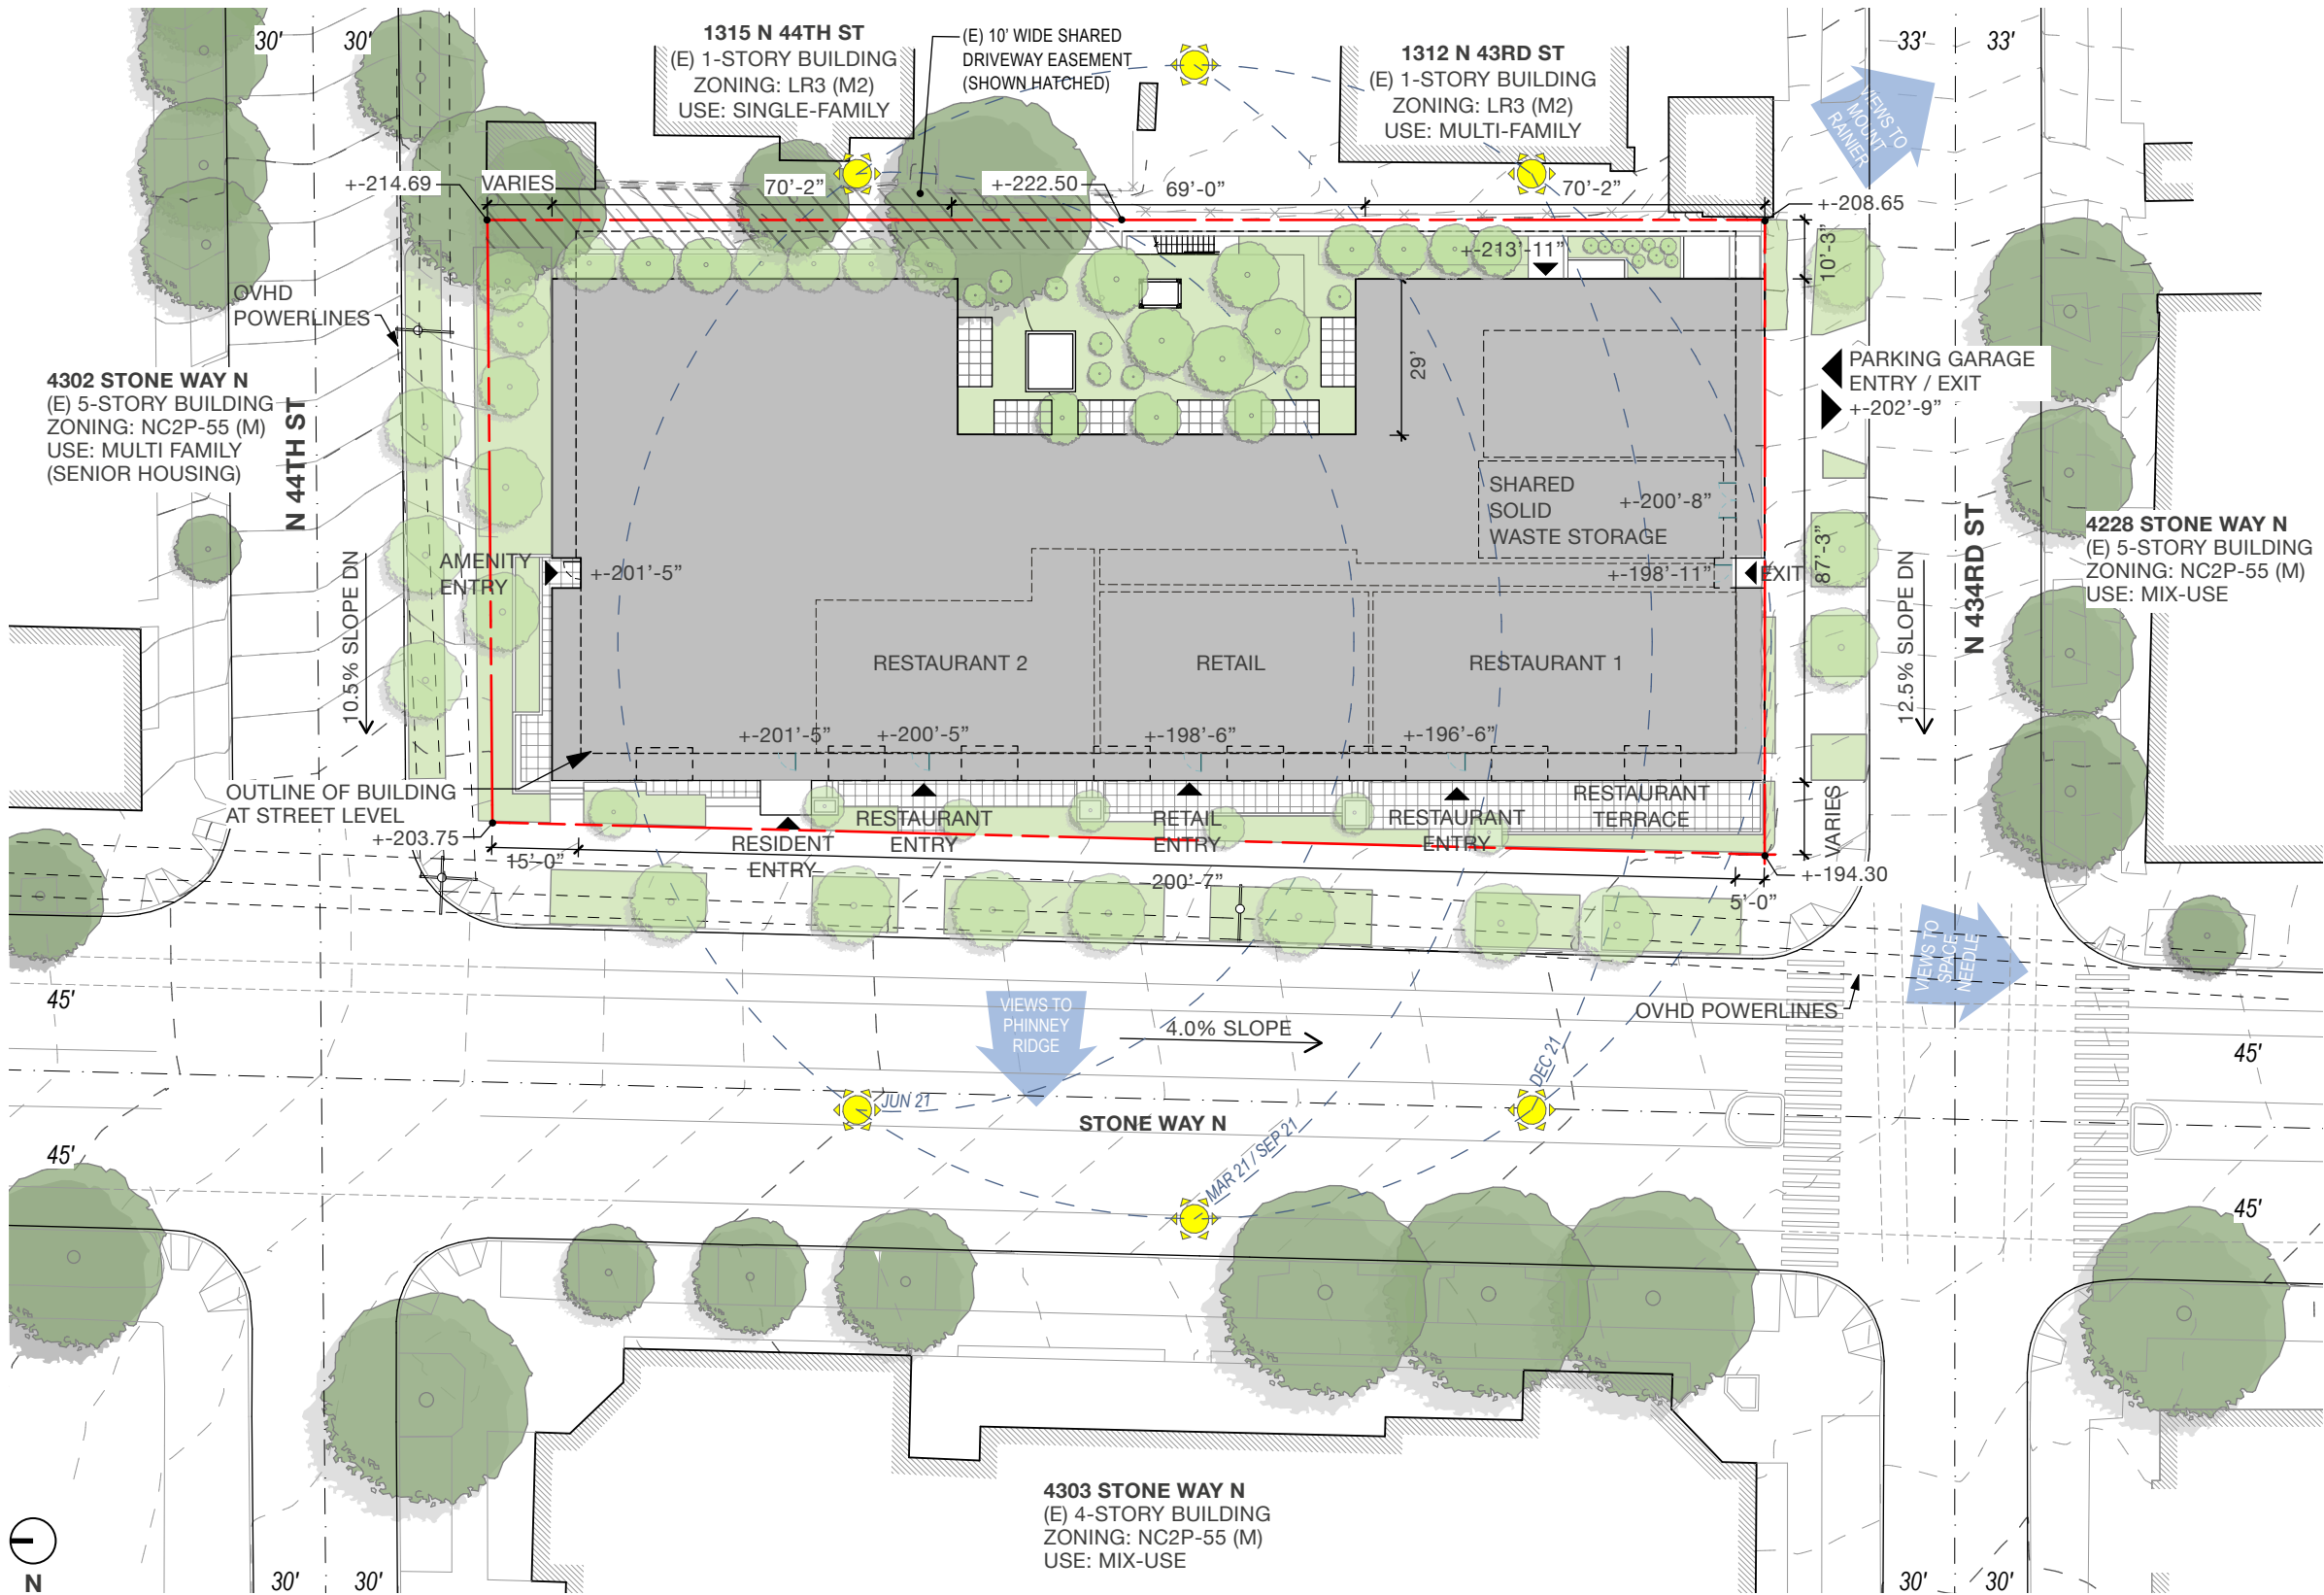 30'
30'
1315 N 44TH ST
(E) 1-STORY BUILDING
ZONING: LR3 (M2)
USE: SINGLE-FAMILY
(E) 10' WIDE SHARED
DRIVEWAY EASEMENT
(SHOWN HATCHED)
1312 N 43RD ST
(E) 1-STORY BUILDING
ZONING: LR3 (M2)
USE: MULTI-FAMILY
33'
33'
VIEWS TO
MOUNT
RAINIER
+-214.69
VARIES
70'-2"
+-222.50
69'-0"
70'-2"
+-208.65
+-213'-11"
10'-3"
OVHD
POWERLINES
29'
PARKING GARAGE
ENTRY / EXIT
+-202'-9"
4302 STONE WAY N
(E) 5-STORY BUILDING
ZONING: NC2P-55 (M)
USE: MULTI FAMILY
(SENIOR HOUSING)
N 44TH ST
SHARED
SOLID
WASTE STORAGE
+-200'-8"
N 434RD ST
4228 STONE WAY N
(E) 5-STORY BUILDING
ZONING: NC2P-55 (M)
USE: MIX-USE
AMENITY
ENTRY
+-201'-5"
+-198'-11"
EXIT
87'-3"
10.5% SLOPE DN
12.5% SLOPE DN
RESTAURANT 2
RETAIL
RESTAURANT 1
+-201'-5"
+-200'-5"
+-198'-6"
+-196'-6"
OUTLINE OF BUILDING
AT STREET LEVEL
+-203.75
RESIDENT
ENTRY
RESTAURANT
ENTRY
RETAIL
ENTRY
RESTAURANT
ENTRY
RESTAURANT
TERRACE
VARIES
15'-0"
200'-7"
+-194.30
5'-0"
45'
VIEWS TO
PHINNEY
RIDGE
4.0% SLOPE
OVHD POWERLINES
VIEWS TO
SPACE
NEEDLE
45'
JUN 21
DEC 21
STONE WAY N
45'
MAR 21 / SEP 21
45'
4303 STONE WAY N
(E) 4-STORY BUILDING
ZONING: NC2P-55 (M)
USE: MIX-USE
N
30'
30'
30'
30'